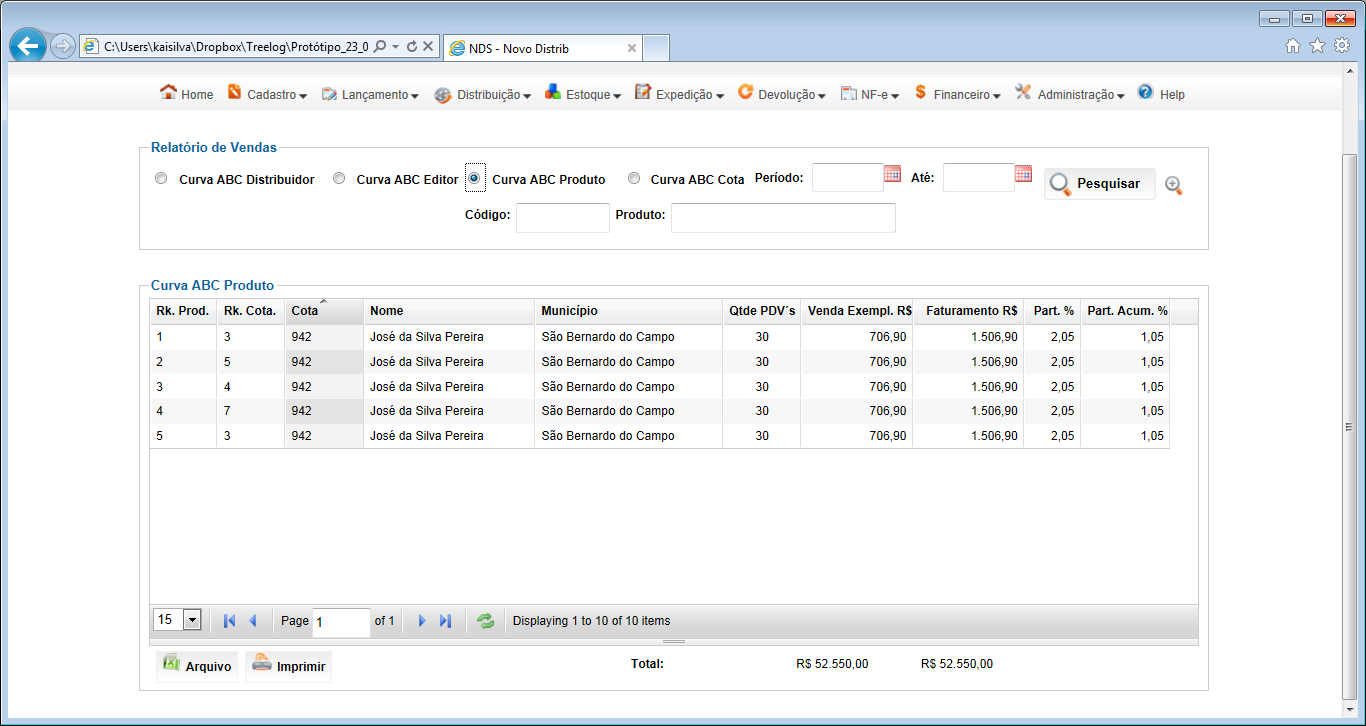 C:\Users\kaisilva\Dropbox\Treelog\Protótipo_23_0
NDS - Novo Distrib
Home Cadastro Lançamento Distribuição Estoque Expedição Devolução NF-e Financeiro Administração Help
Relatório de Vendas
Curva ABC Distribuidor Curva ABC Editor Curva ABC Produto Curva ABC Cota Período: Até: Pesquisar
Código: Produto:
Curva ABC Produto
Rk. Prod. Rk. Cota. Cota Nome Município Qtde PDV´s Venda Exempl. R$ Faturamento R$ Part. % Part. Acum. %
1 3 942 José da Silva Pereira São Bernardo do Campo 30 706,90 1.506,90 2,05 1,05
2 5 942 José da Silva Pereira São Bernardo do Campo 30 706,90 1.506,90 2,05 1,05
3 4 942 José da Silva Pereira São Bernardo do Campo 30 706,90 1.506,90 2,05 1,05
4 7 942 José da Silva Pereira São Bernardo do Campo 30 706,90 1.506,90 2,05 1,05
5 3 942 José da Silva Pereira São Bernardo do Campo 30 706,90 1.506,90 2,05 1,05
15 Page 1 of 1 Displaying 1 to 10 of 10 items
Arquivo Imprimir Total: R$ 52.550,00 R$ 52.550,00